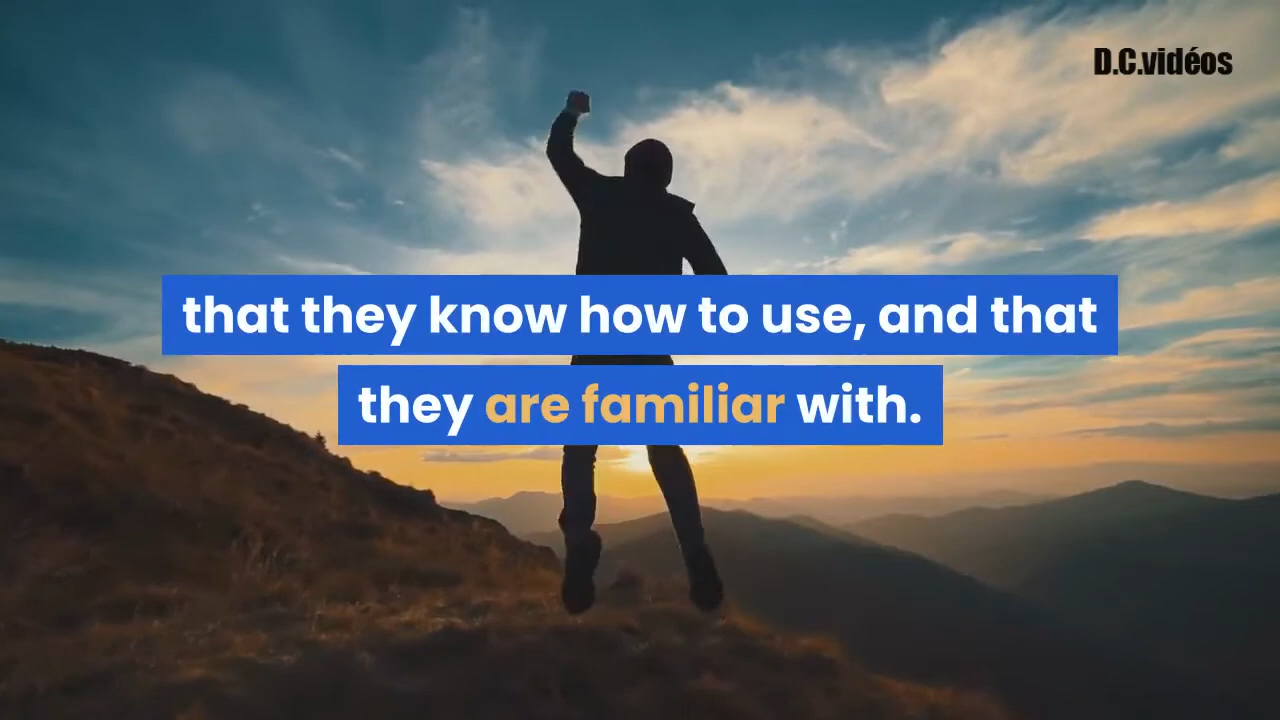 D.C.vidéos
that they know how to use, and that
they are familiar with.